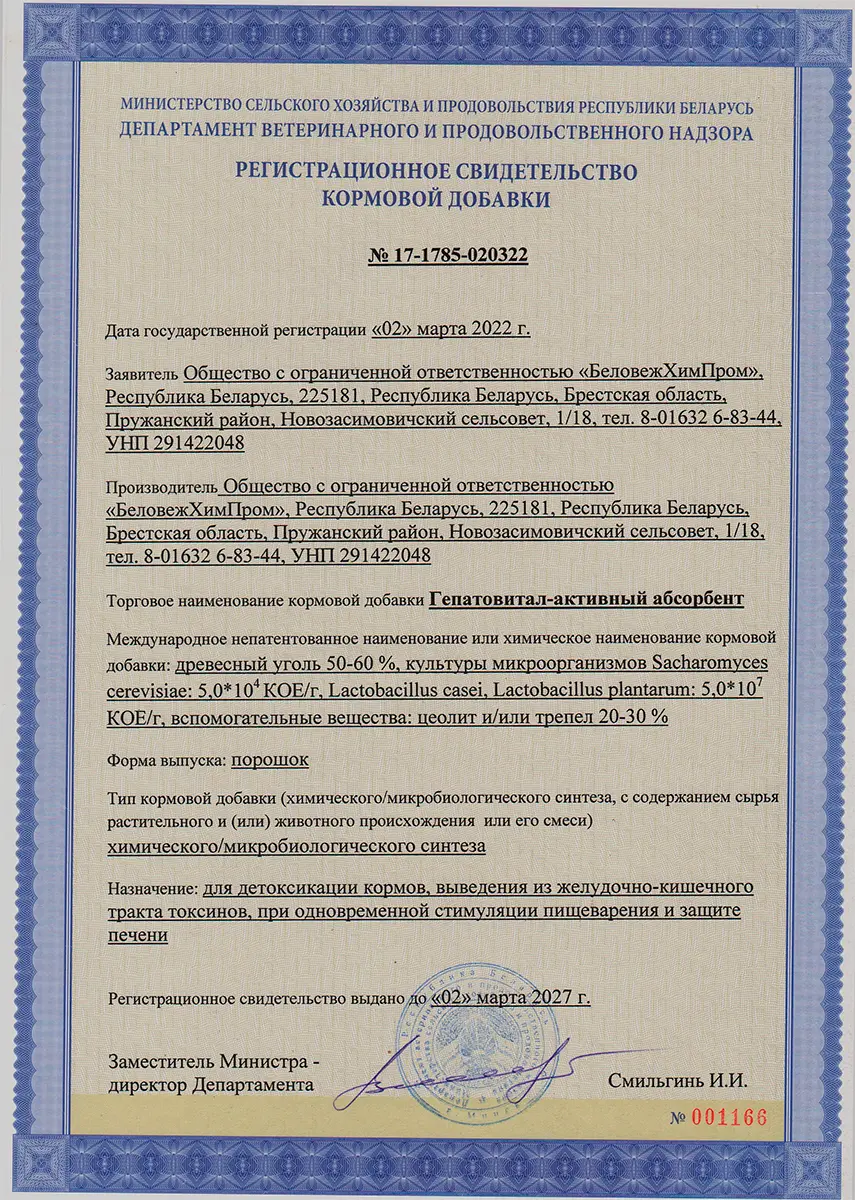 МИНИСТЕРСТВО СЕЛЬСКОГО ХОЗЯЙСТВА И ПРОДОВОЛЬСТВИЯ РЕСПУБЛИКИ БЕЛАРУСЬ
ДЕПАРТАМЕНТ ВЕТЕРИНАРНОГО И ПРОДОВОЛЬСТВЕННОГО НАДЗОРА
РЕГИСТРАЦИОННОЕ СВИДЕТЕЛЬСТВО
КОРМОВОЙ ДОБАВКИ
№ 17-1785-020322
Дата государственной регистрации «02» марта 2022 г.
Заявитель Общество с ограниченной ответственностью «БеловежХимПром»,
Республика Беларусь, 225181, Республика Беларусь, Брестская область,
Пружанский район, Новозасимовичский сельсовет, 1/18, тел. 8-01632 6-83-44,
УНП 291422048
Производитель Общество с ограниченной ответственностью
«БеловежХимПром», Республика Беларусь, 225181, Республика Беларусь,
Брестская область, Пружанский район, Новозасимовичский сельсовет, 1/18,
тел. 8-01632 6-83-44, УНП 291422048
Торговое наименование кормовой добавки Гепатовитал-активный абсорбент
Международное непатентованное наименование или химическое наименование кормовой
добавки: древесный уголь 50-60 %, культуры микроорганизмов Sacharomyces
cerevisiae: 5,0*10⁴ КОЕ/г, Lactobacillus casei, Lactobacillus plantarum: 5,0*10⁷
КОЕ/г, вспомогательные вещества: цеолит и/или трепел 20-30 %
Форма выпуска: порошок
Тип кормовой добавки (химического/микробиологического синтеза, с содержанием сырья
растительного и (или) животного происхождения или его смеси)
химического/микробиологического синтеза
Назначение: для детоксикации кормов, выведения из желудочно-кишечного
тракта токсинов, при одновременной стимуляции пищеварения и защите
печени
Регистрационное свидетельство выдано до «02» марта 2027 г.
Заместитель Министра -
директор Департамента
Смильгинь И.И.
№ 001166